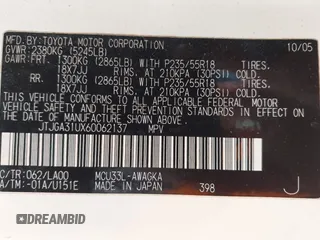 MFD.BY:TOYOTA MOTOR CORPORATION 10/05
GVWR:2380KG (5245LB)
GAWR:FRT. 1300KG (2865LB) WITH P235/55R18 TIRES,
18X7JJ RIMS, AT 210KPA (30PSI) COLD
RR. 1300KG (2865LB) WITH P235/55R18 TIRES,
18X7JJ RIMS, AT 210KPA (30PSI) COLD
THIS VEHICLE CONFORMS TO ALL APPLICABLE FEDERAL MOTOR
VEHICLE SAFETY AND THEFT PREVENTION STANDARDS IN
EFFECT ON THE DATE OF MANUFACTURE SHOWN ABOVE.
JTJGA31UX60062137 MPV
C/TR:062/LA00 MCU33L-AWAGKA
A/TM:-01A/U151E MADE IN JAPAN 398 J
DEALERSHIP